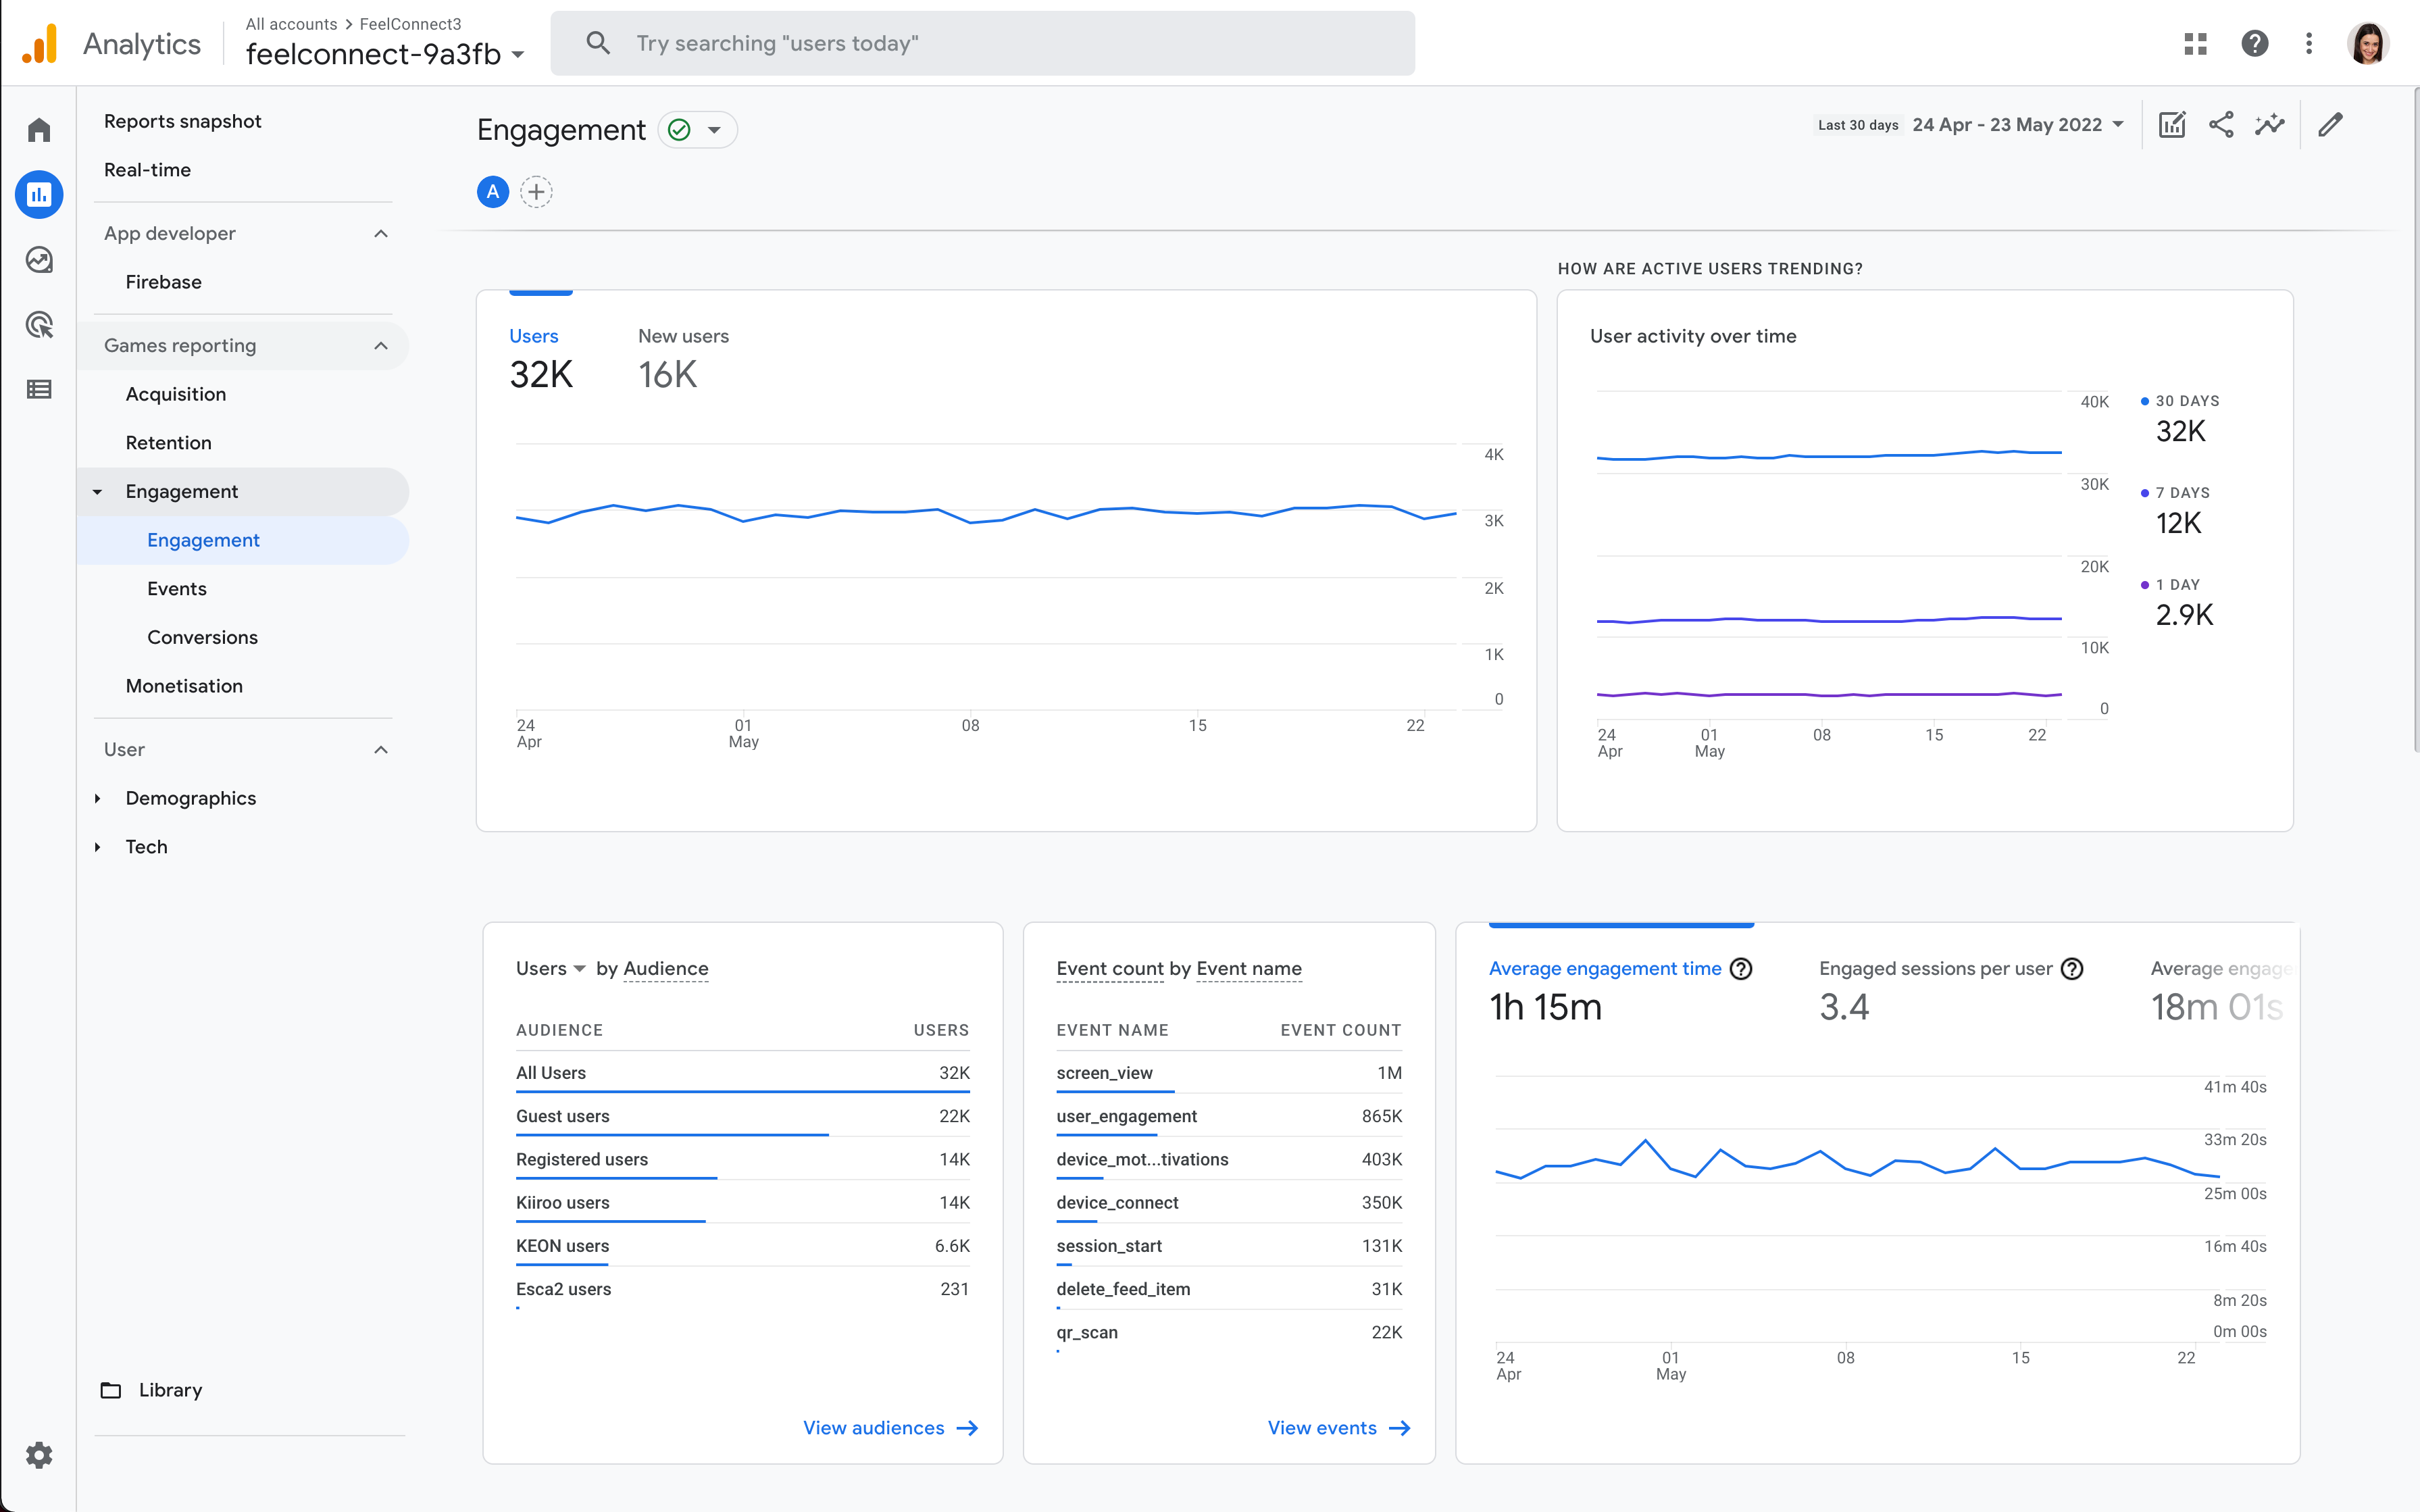 Analytics
All accounts > FeelConnect3
feelconnect-9a3fb
Try searching "users today"
Reports snapshot
Real-time
App developer
Firebase
Games reporting
Acquisition
Retention
Engagement
Engagement
Events
Conversions
Monetisation
User
Demographics
Tech
Library
Engagement
Last 30 days 24 Apr - 23 May 2022
A
Users New users
32K 16K
4K
3K
2K
1K
0
24 01 08 15 22
Apr May
HOW ARE ACTIVE USERS TRENDING?
User activity over time
40K
30K
20K
10K
0
24 01 08 15 22
Apr May
30 DAYS
32K
7 DAYS
12K
1 DAY
2.9K
Users by Audience
AUDIENCE USERS
All Users 32K
Guest users 22K
Registered users 14K
Kiiroo users 14K
KEON users 6.6K
Esca2 users 231
View audiences
Event count by Event name
EVENT NAME EVENT COUNT
screen_view 1M
user_engagement 865K
device_mot...tivations 403K
device_connect 350K
session_start 131K
delete_feed_item 31K
qr_scan 22K
View events
Average engagement time Engaged sessions per user Average engage
1h 15m 3.4 18m 01s
41m 40s
33m 20s
25m 00s
16m 40s
8m 20s
0m 00s
24 01 08 15 22
Apr May